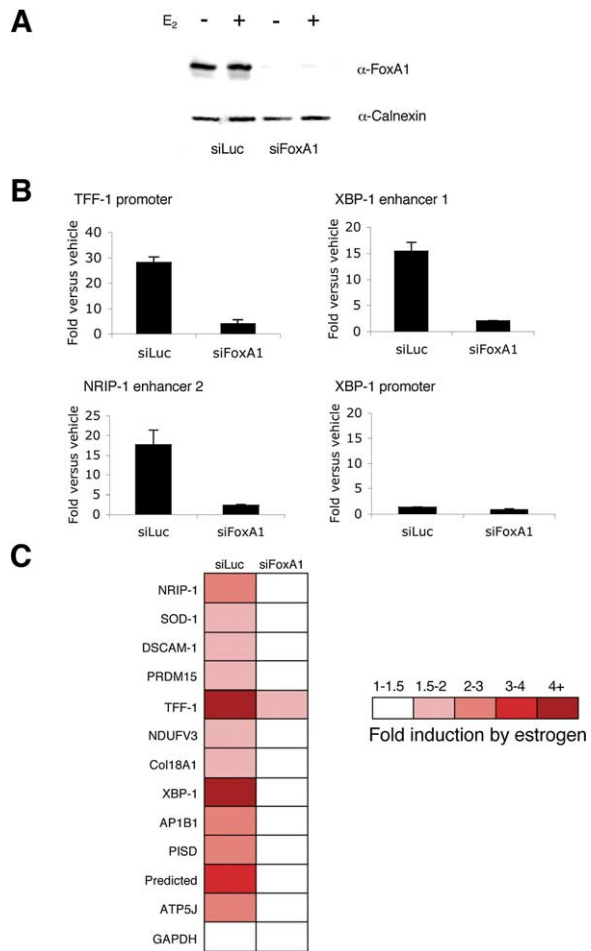 A
E2 - + - +
α-FoxA1
α-Calnexin
siLuc siFoxA1
B
TFF-1 promoter
Fold versus vehicle
40
30
20
10
0
siLuc siFoxA1
XBP-1 enhancer 1
Fold versus vehicle
20
15
10
5
0
siLuc siFoxA1
NRIP-1 enhancer 2
Fold versus vehicle
25
20
15
10
5
0
siLuc siFoxA1
XBP-1 promoter
Fold versus vehicle
20
15
10
5
0
siLuc siFoxA1
C
siLuc siFoxA1
NRIP-1
SOD-1
DSCAM-1
PRDM15
TFF-1
NDUFV3
Col18A1
XBP-1
AP1B1
PISD
Predicted
ATP5J
GAPDH
1-1.5 1.5-2 2-3 3-4 4+
Fold induction by estrogen